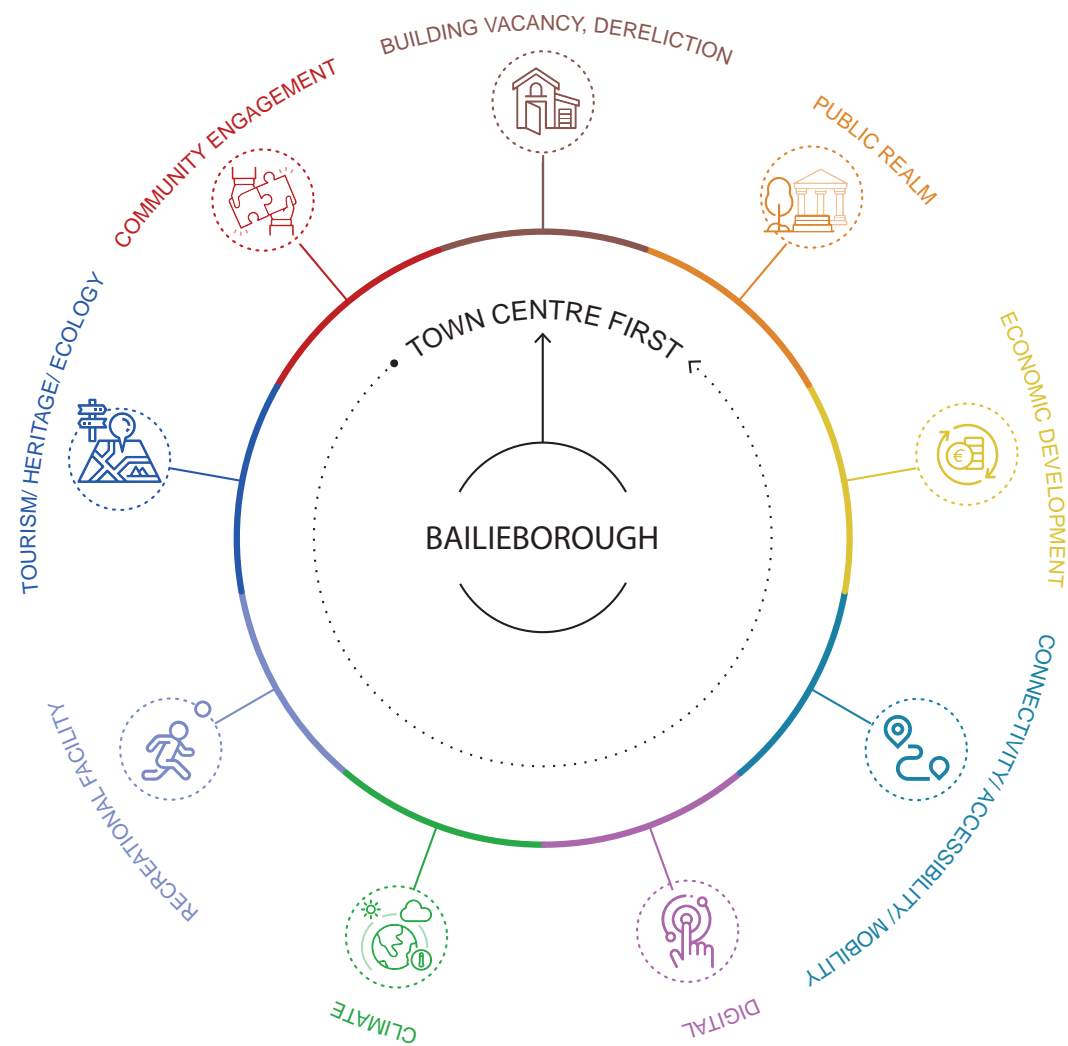 BUILDING VACANCY, DERELICTION
PUBLIC REALM
ECONOMIC DEVELOPMENT
CONNECTIVITY/ ACCESSIBILITY/ MOBILITY
DIGITAL
CLIMATE
RECREATIONAL FACILITY
TOURISM/ HERITAGE/ ECOLOGY
COMMUNITY ENGAGEMENT
TOWN CENTRE FIRST
BAILIEBOROUGH
€